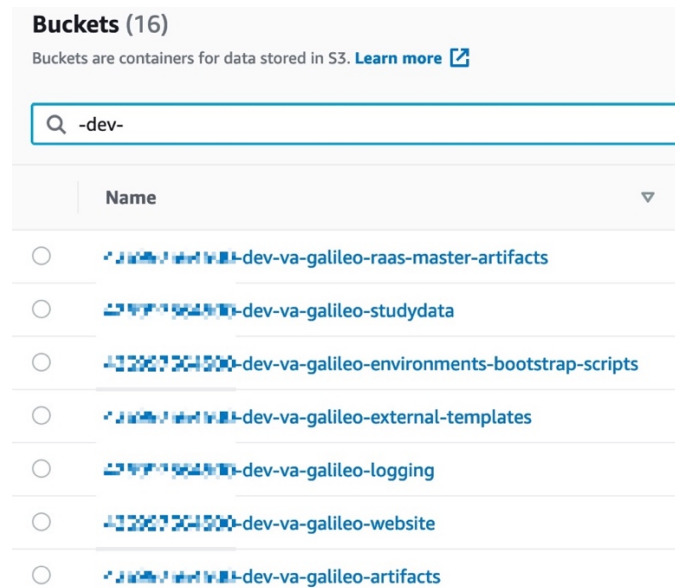 Buckets (16)
Buckets are containers for data stored in S3. Learn more
-dev-
Name
-dev-va-galileo-raas-master-artifacts
-dev-va-galileo-studydata
-dev-va-galileo-environments-bootstrap-scripts
-dev-va-galileo-external-templates
-dev-va-galileo-logging
-dev-va-galileo-website
-dev-va-galileo-artifacts